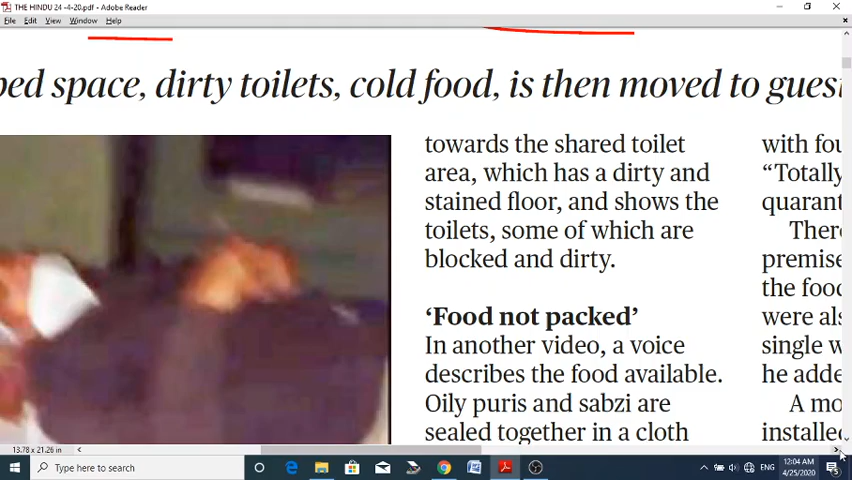 THE HINDU 24 -4-20.pdf - Adobe Reader
File Edit View Window Help
ped space, dirty toilets, cold food, is then moved to guest
towards the shared toilet
area, which has a dirty and
stained floor, and shows the
toilets, some of which are
blocked and dirty.
‘Food not packed’
In another video, a voice
describes the food available.
Oily puris and sabzi are
sealed together in a cloth
with fou
“Totally
quarant
Ther
premise
the food
were als
single w
he adde
A mo
installed
13.78 x 21.26 in
Type here to search
ENG
12:04 AM
4/25/2020
5